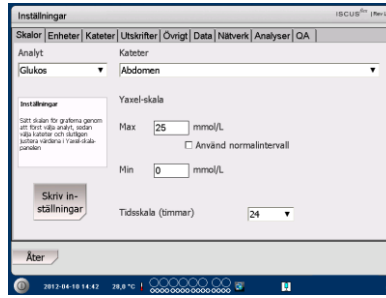 Inställningar
ISCUSflex
Skalor Enheter Kateter Utskrifter Övrigt Data Nätverk Analyser QA
Analyt
Kateter
Glukos
Abdomen
Inställningar
Sätt skalan för graferna genom
att först välja analyt, sedan
välja kateter och slutligen
justera värdena i Yaxel-skala-
panelen
Yaxel-skala
Max 25 mmol/L
Använd normalintervall
Min 0 mmol/L
Skriv in-
ställningar
Tidsskala (timmar) 24
Åter
2012-04-10 14:42 28,0 °C